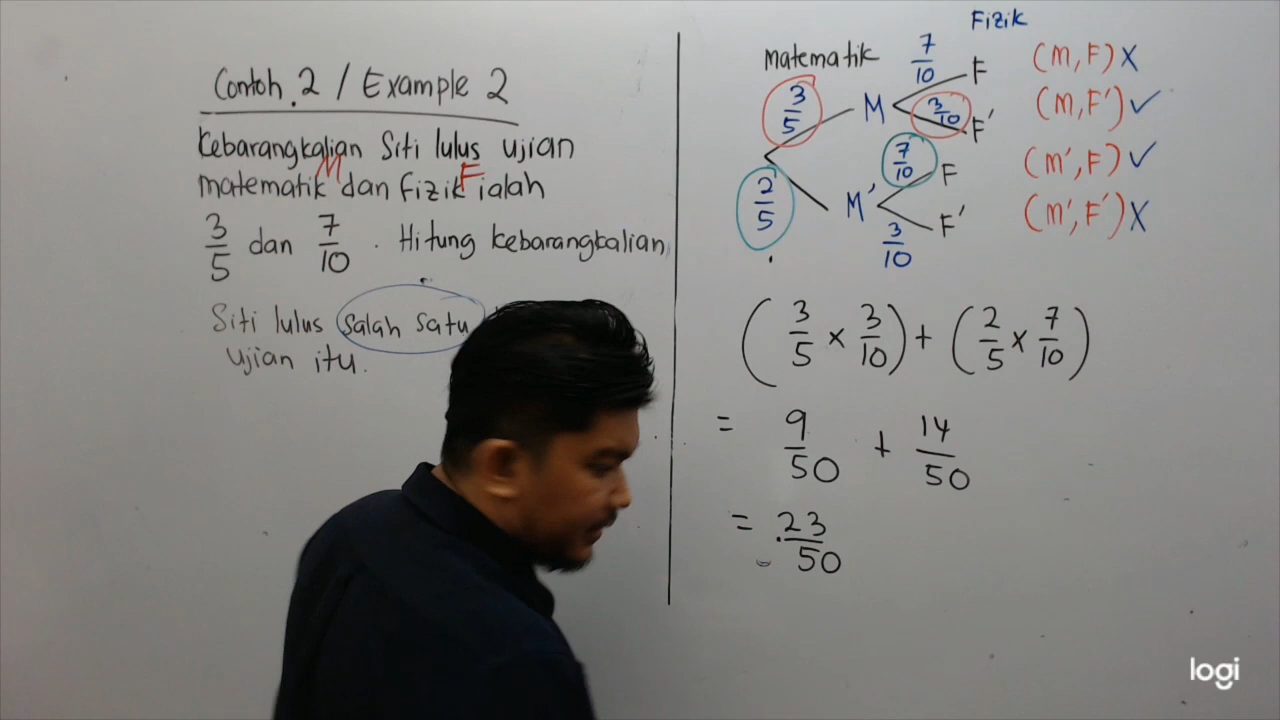 Contoh 2 / Example 2
Kebarangkalian Siti lulus ujian
M F
matematik dan fizik ialah
3/5 dan 7/10 . Hitung kebarangkalian
Siti lulus salah satu
ujian itu.
Fizik
Matematik
7/10 F (M, F) X
3/5 M 3/10 F' (M, F') ✓
7/10 F (M', F) ✓
2/5 M' F' (M', F') X
3/10
(3/5 × 3/10) + (2/5 × 7/10)
= 9/50 + 14/50
= 23/50
logi